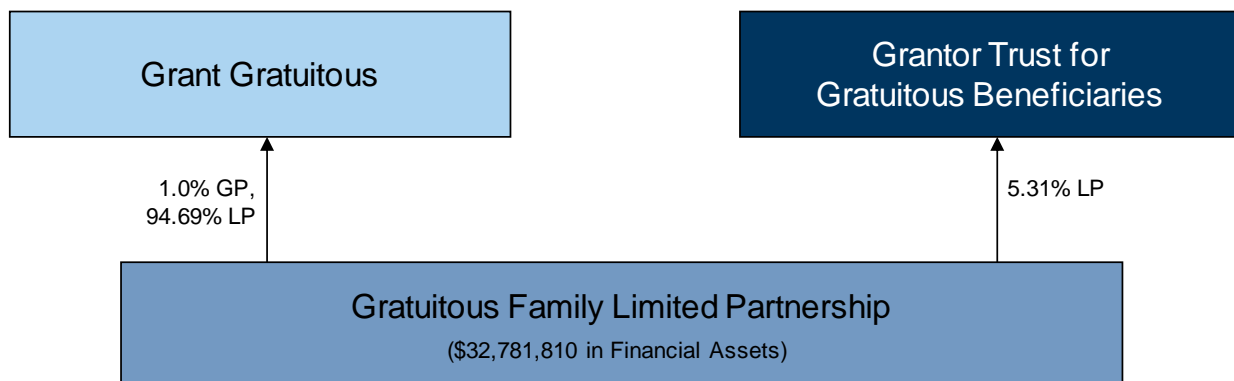 Grant Gratuitous
Grantor Trust for
Gratuitous Beneficiaries
1.0% GP,
94.69% LP
5.31% LP
Gratuitous Family Limited Partnership
($32,781,810 in Financial Assets)